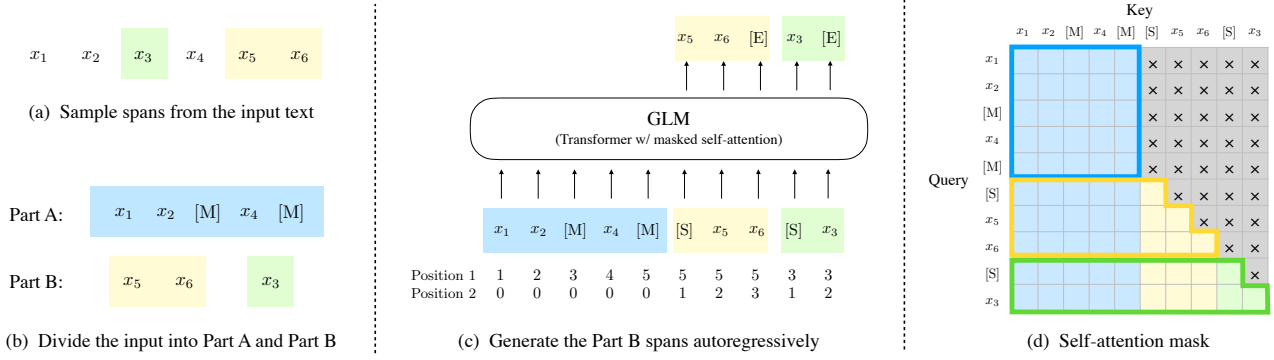 x1 x2 x3 x4 x5 x6
(a) Sample spans from the input text
Part A: x1 x2 [M] x4 [M]
Part B: x5 x6 x3
(b) Divide the input into Part A and Part B
x5 x6 [E] x3 [E]
GLM
(Transformer w/ masked self-attention)
x1 x2 [M] x4 [M] [S] x5 x6 [S] x3
Position 1 1 2 3 4 5 5 5 5 3 3
Position 2 0 0 0 0 0 1 2 3 1 2
(c) Generate the Part B spans autoregressively
Key
x1 x2 [M] x4 [M] [S] x5 x6 [S] x3
Query
x1 × × × × ×
x2 × × × × ×
[M] × × × × ×
x4 × × × × ×
[M] × × × × ×
[S] × × × ×
x5 × × ×
x6 × ×
[S] ×
x3
(d) Self-attention mask